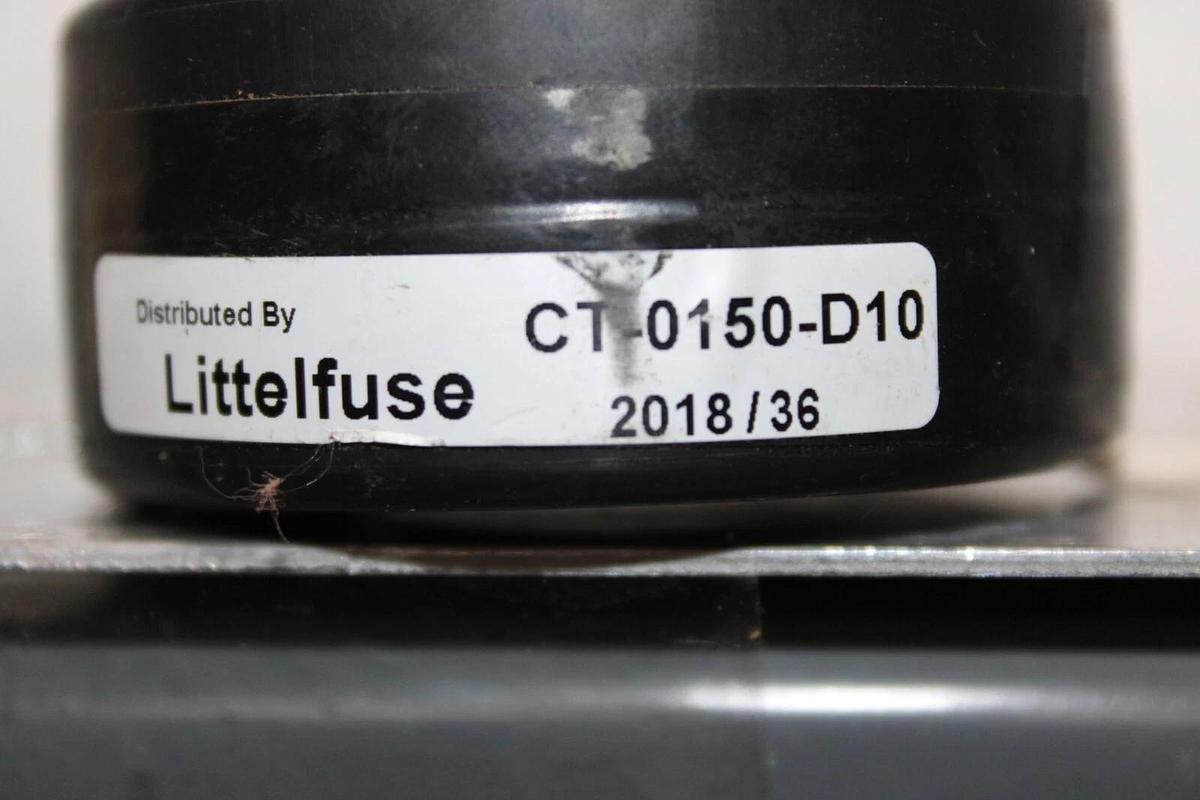 Distributed By
Littelfuse
CT-0150-D10
2018/36